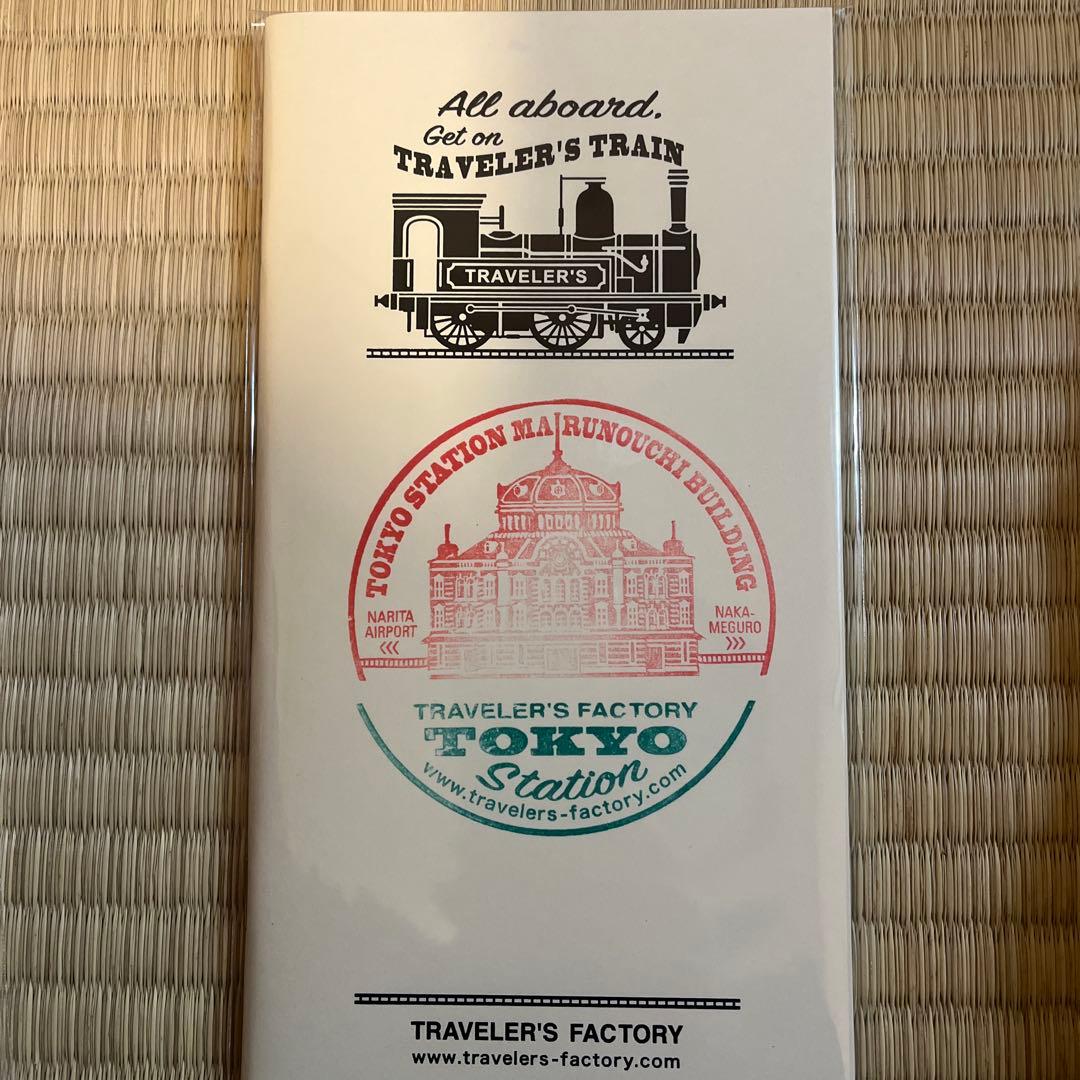 All aboard.
Get on
TRAVELER'S TRAIN
TRAVELER'S
TOKYO STATION MARUNOUCHI BUILDING
NARITA
AIRPORT
<<<
NAKA-
MEGURO
>>>
TRAVELER'S FACTORY
TOKYO
Station
www.travelers-factory.com
TRAVELER'S FACTORY
www.travelers-factory.com